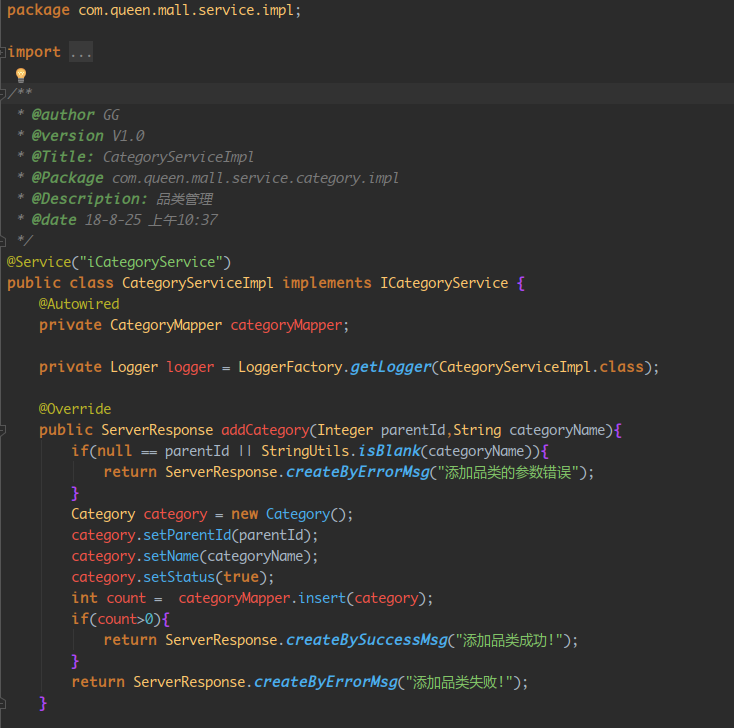 package com.queen.mall.service.impl;
import ...
/**
 * @author GG
 * @version V1.0
 * @Title: CategoryServiceImpl
 * @Package com.queen.mall.service.category.impl
 * @Description: 品类管理
 * @date 18-8-25 上午10:37
 */
@Service("iCategoryService")
public class CategoryServiceImpl implements ICategoryService {
    @Autowired
    private CategoryMapper categoryMapper;
    private Logger logger = LoggerFactory.getLogger(CategoryServiceImpl.class);
    @Override
    public ServerResponse addCategory(Integer parentId,String categoryName){
        if(null == parentId || StringUtils.isBlank(categoryName)){
            return ServerResponse.createByErrorMsg("添加品类的参数错误");
        }
        Category category = new Category();
        category.setParentId(parentId);
        category.setName(categoryName);
        category.setStatus(true);
        int count =  categoryMapper.insert(category);
        if(count>0){
            return ServerResponse.createBySuccessMsg("添加品类成功!");
        }
        return ServerResponse.createByErrorMsg("添加品类失败!");
    }